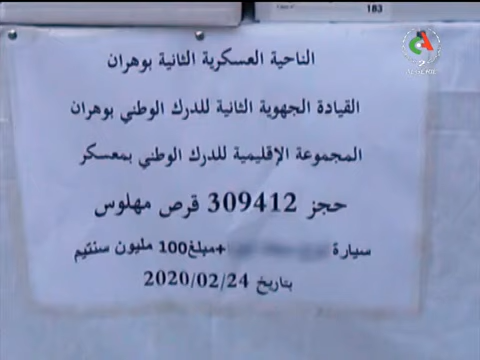 183
الناحية العسكرية الثانية بوهران
القيادة الجهوية الثانية للدرك الوطني بوهران
المجموعة الإقليمية للدرك الوطني بمعسكر
حجز 309412 قرص مهلوس
سيارة +مبلغ100 مليون سنتيم
بتاريخ 2020/02/24